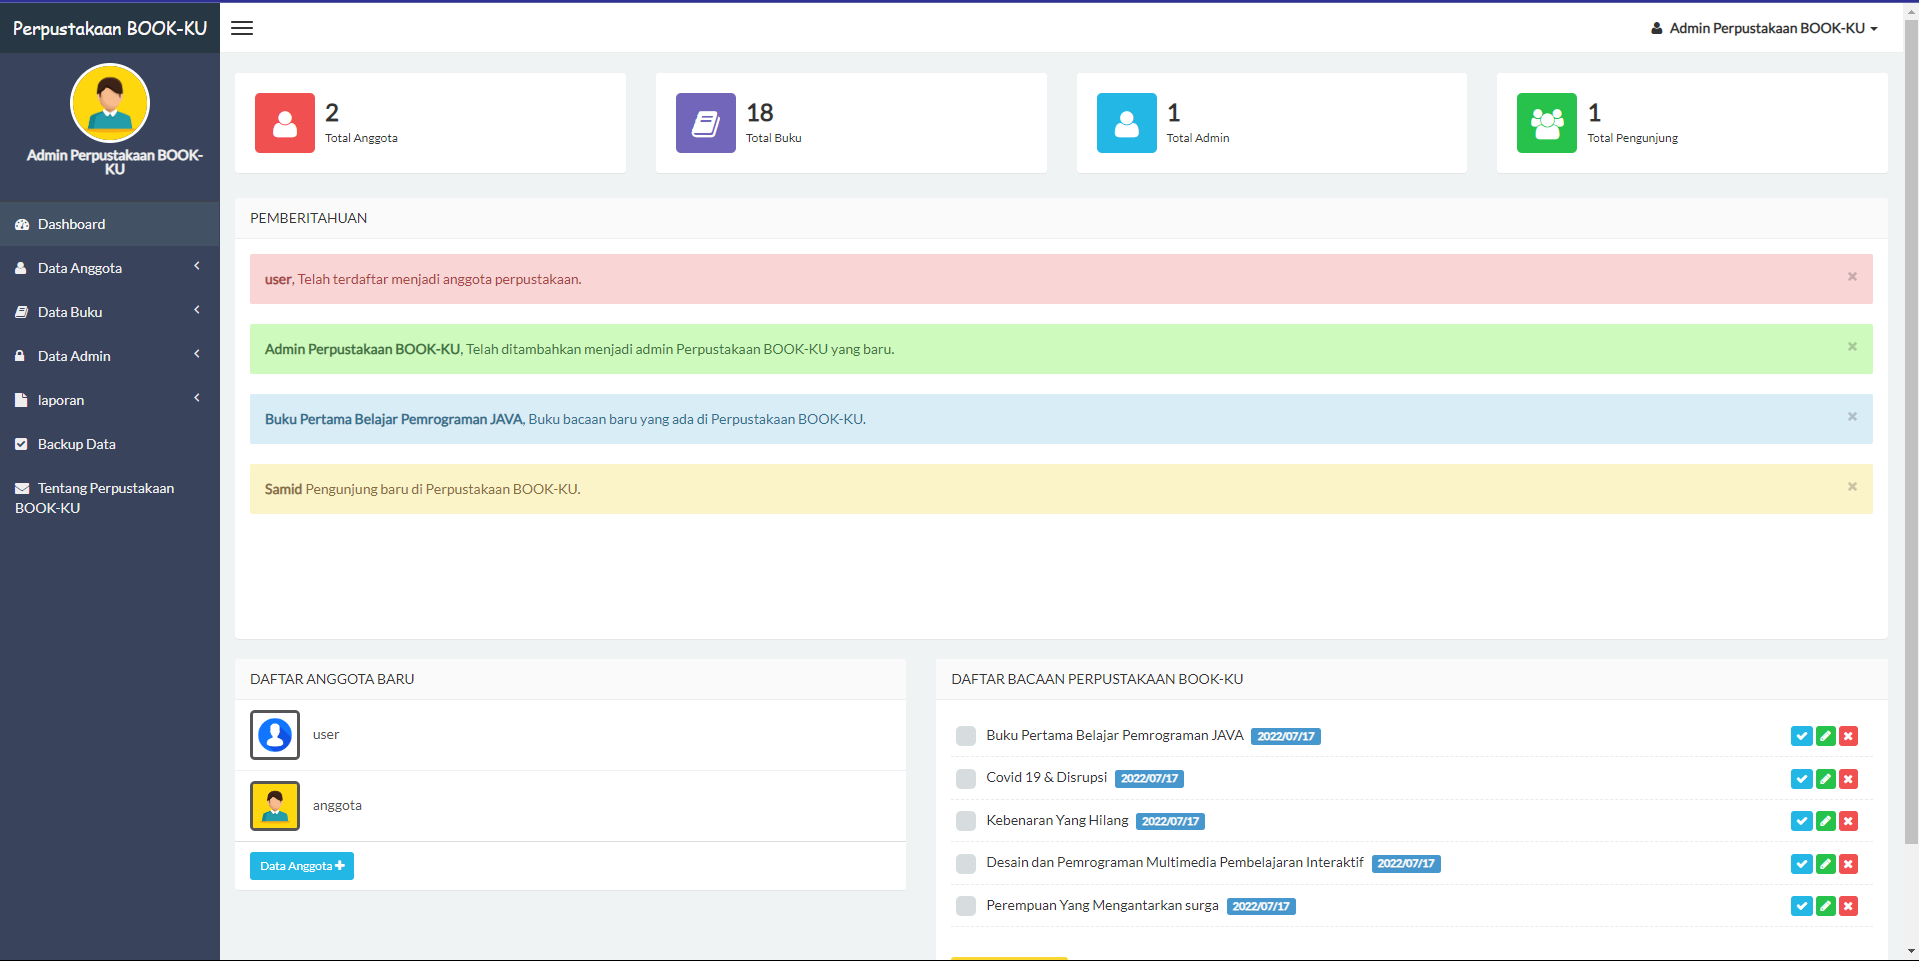 Perpustakaan BOOK-KU
Admin Perpustakaan BOOK-KU
Admin Perpustakaan BOOK-
KU
Dashboard
Data Anggota
Data Buku
Data Admin
laporan
Backup Data
Tentang Perpustakaan
BOOK-KU
2
Total Anggota
18
Total Buku
1
Total Admin
1
Total Pengunjung
PEMBERITAHUAN
user, Telah terdaftar menjadi anggota perpustakaan.
Admin Perpustakaan BOOK-KU, Telah ditambahkan menjadi admin Perpustakaan BOOK-KU yang baru.
Buku Pertama Belajar Pemrograman JAVA, Buku bacaan baru yang ada di Perpustakaan BOOK-KU.
Samid Pengunjung baru di Perpustakaan BOOK-KU.
DAFTAR ANGGOTA BARU
user
anggota
Data Anggota
DAFTAR BACAAN PERPUSTAKAAN BOOK-KU
Buku Pertama Belajar Pemrograman JAVA 2022/07/17
Covid 19 & Disrupsi 2022/07/17
Kebenaran Yang Hilang 2022/07/17
Desain dan Pemrograman Multimedia Pembelajaran Interaktif 2022/07/17
Perempuan Yang Mengantarkan surga 2022/07/17